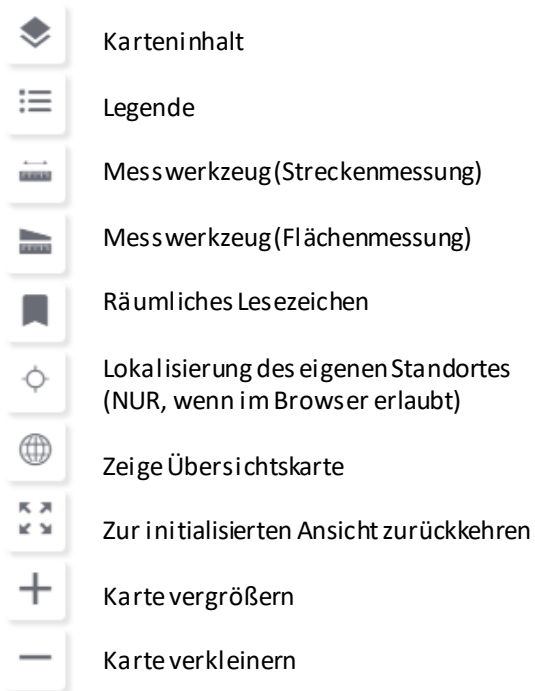 Karteninhalt
Legende
Messwerkzeug (Streckenmessung)
Messwerkzeug (Flächenmessung)
Räumliches Lesezeichen
Lokalisierung des eigenen Standortes
(NUR, wenn im Browser erlaubt)
Zeige Übersichtskarte
Zur initialisierten Ansicht zurückkehren
Karte vergrößern
Karte verkleinern